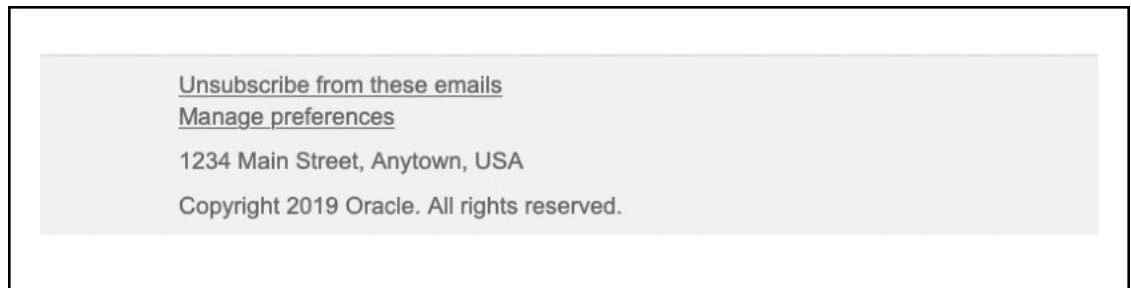 Unsubscribe from these emails
Manage preferences
1234 Main Street, Anytown, USA
Copyright 2019 Oracle. All rights reserved.